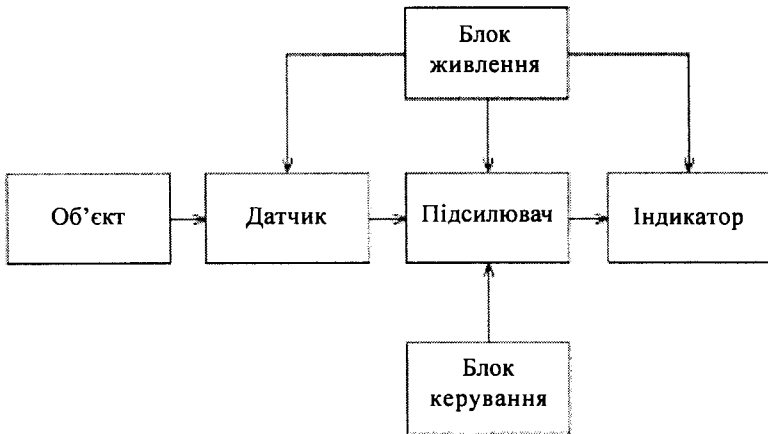 Блок
живлення
Об’єкт
Датчик
Підсилювач
Індикатор
Блок
керування